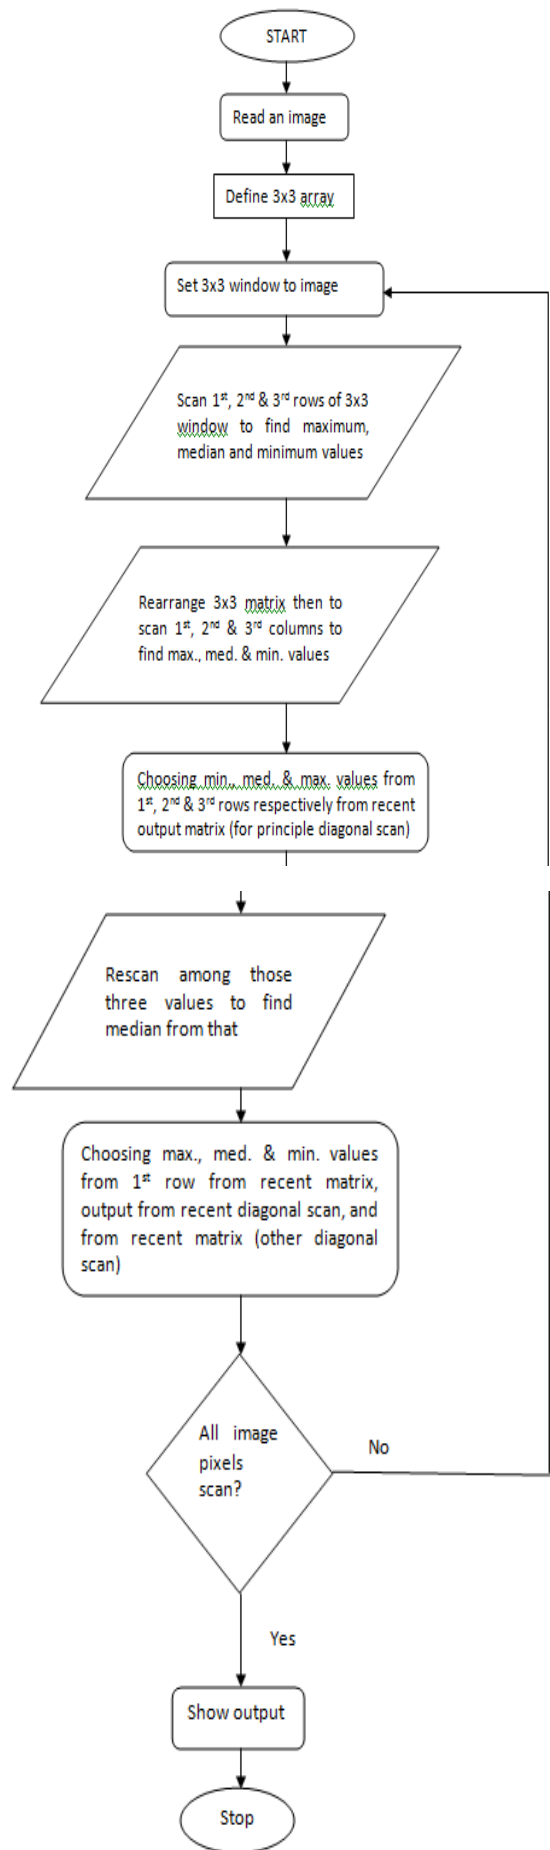 START
Read an image
Define 3x3 array
Set 3x3 window to image
Scan 1st, 2nd & 3rd rows of 3x3
window to find maximum,
median and minimum values
Rearrange 3x3 matrix then to
scan 1st, 2nd & 3rd columns to
find max., med. & min. values
Choosing min., med. & max. values from
1st, 2nd & 3rd rows respectively from recent
output matrix (for principle diagonal scan)
Rescan among those
three values to find
median from that
Choosing max., med. & min. values
from 1st row from recent matrix,
output from recent diagonal scan, and
from recent matrix (other diagonal
scan)
All image
pixels
scan?
No
Yes
Show output
Stop